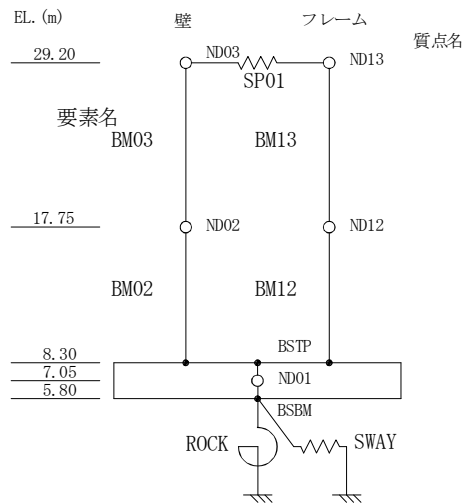 EL.(m)
壁
フレーム
質点名
29.20
ND03
ND13
SP01
要素名
BM03
BM13
17.75
ND02
ND12
BM02
BM12
8.30
BSTP
7.05
ND01
5.80
BSBM
ROCK
SWAY